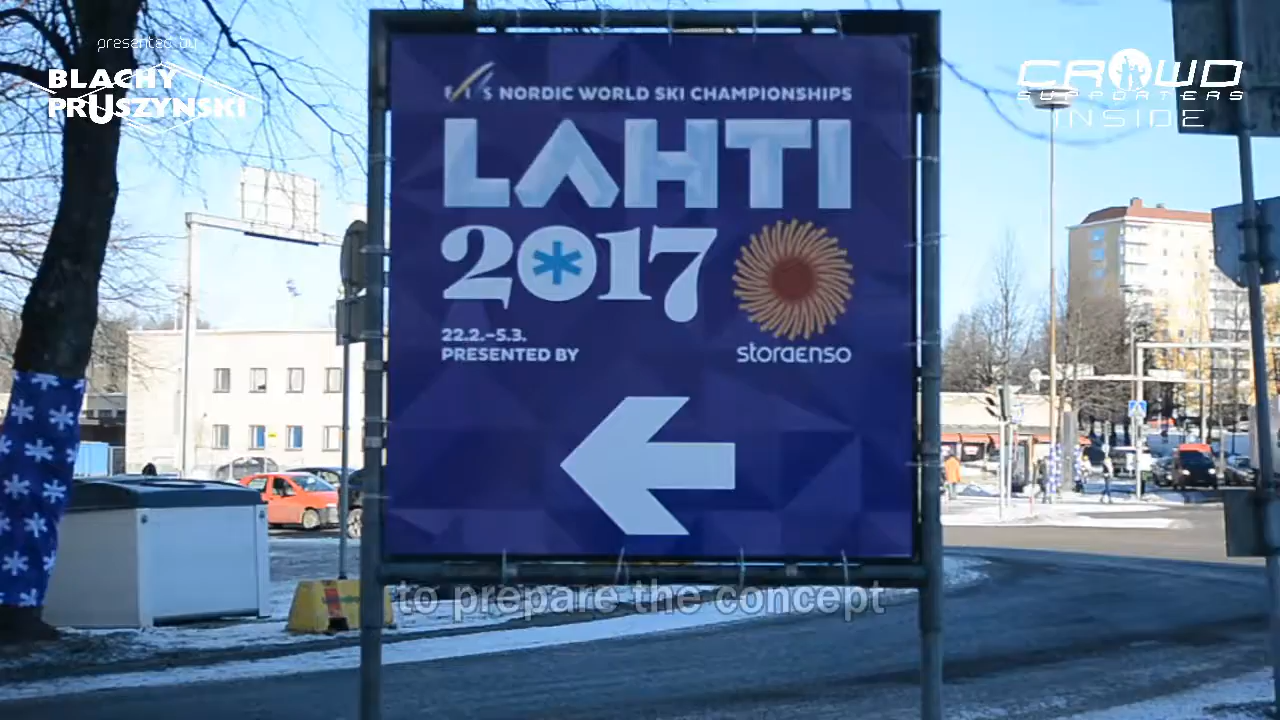 presented by
BLACHY
PRUSZYNSKI
CROWD
SUPPORTERS
INSIDE
FIS NORDIC WORLD SKI CHAMPIONSHIPS
LAHTI
2017
22.2.–5.3.
PRESENTED BY
storaenso
to prepare the concept